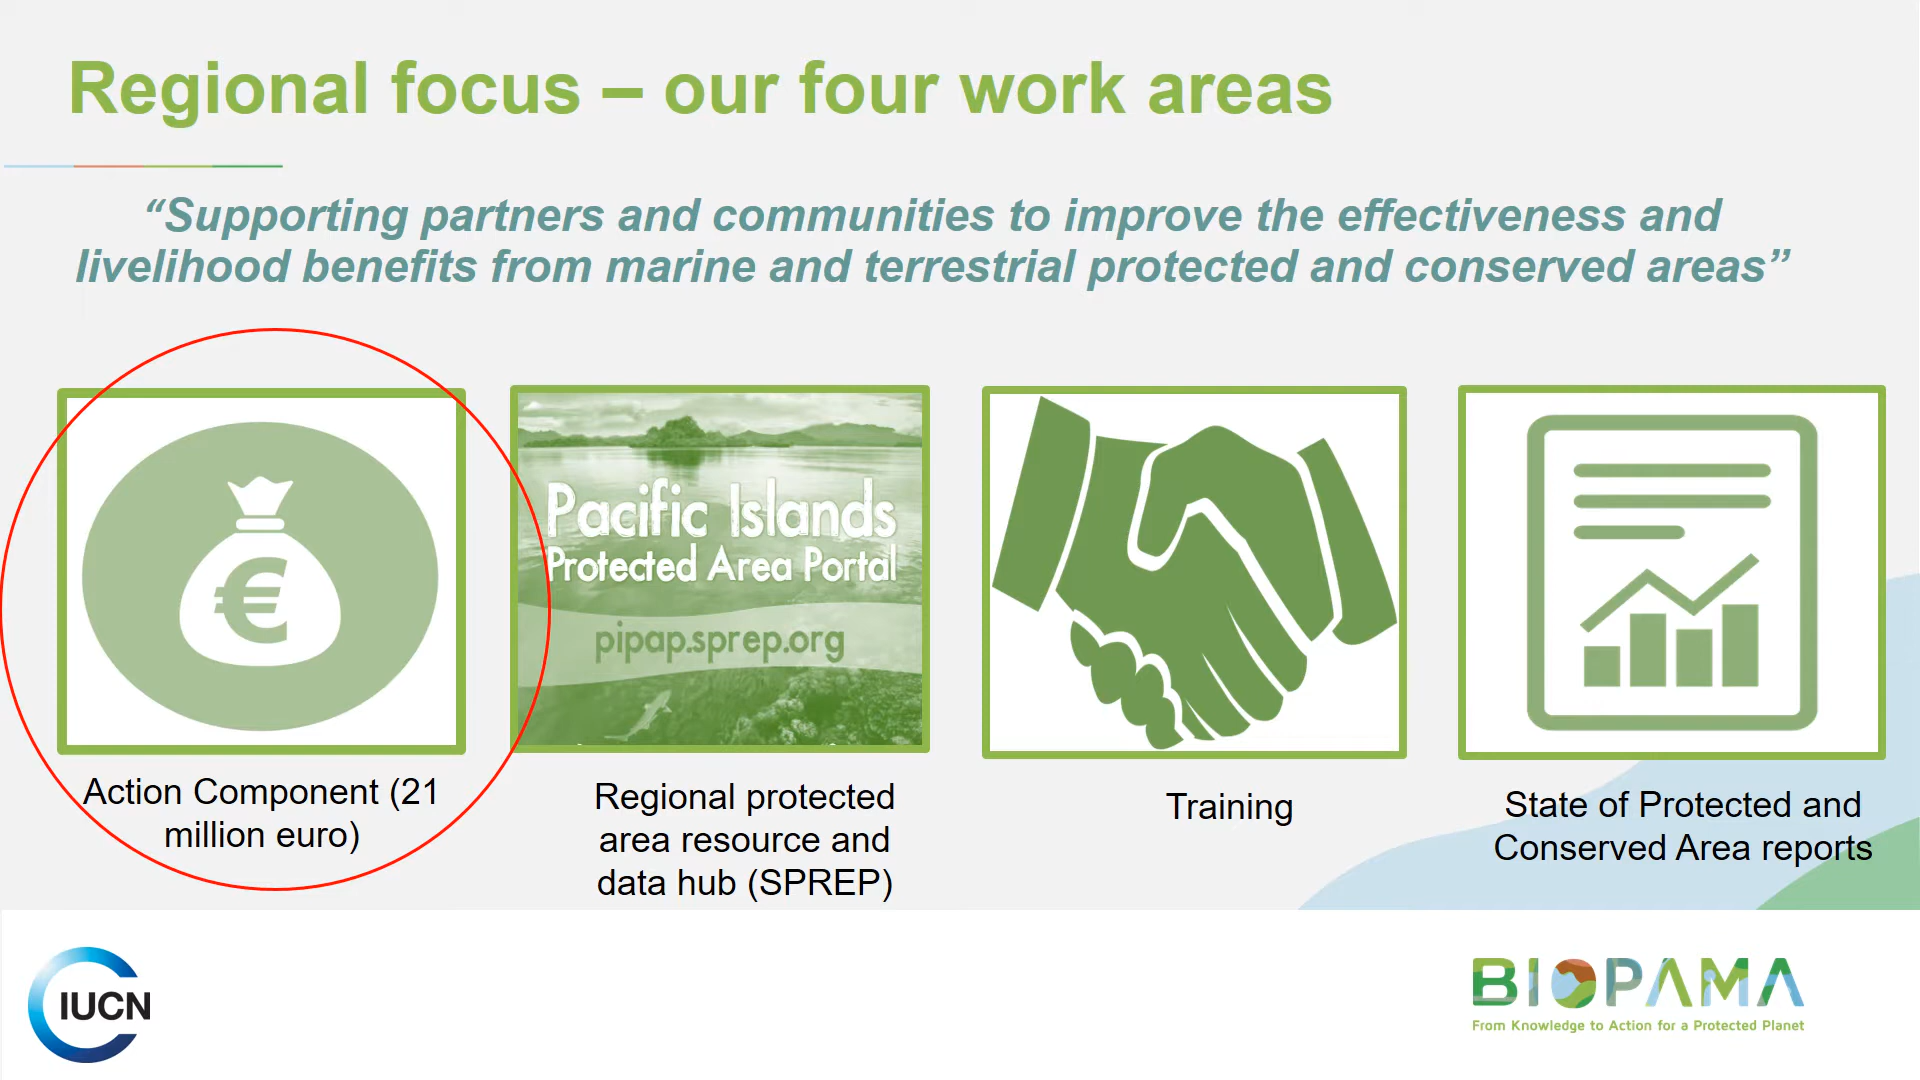 Regional focus – our four work areas
“Supporting partners and communities to improve the effectiveness and
livelihood benefits from marine and terrestrial protected and conserved areas”
€
Pacific Islands
Protected Area Portal
pipap.sprep.org
Action Component (21
million euro)
Regional protected
area resource and
data hub (SPREP)
Training
State of Protected and
Conserved Area reports
IUCN
BIOPAMA
From Knowledge to Action for a Protected Planet